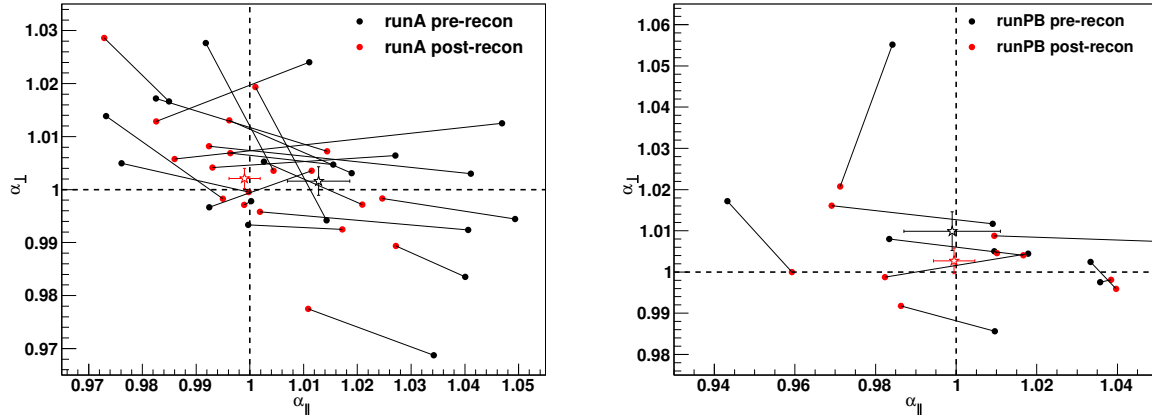 runA pre-recon
runA post-recon
1.03
1.02
1.01
1
0.99
0.98
0.97
α⊥
0.97 0.98 0.99 1 1.01 1.02 1.03 1.04 1.05
α∥
runPB pre-recon
runPB post-recon
1.06
1.05
1.04
1.03
1.02
1.01
1
0.99
0.98
α⊥
0.94 0.96 0.98 1 1.02 1.04
α∥